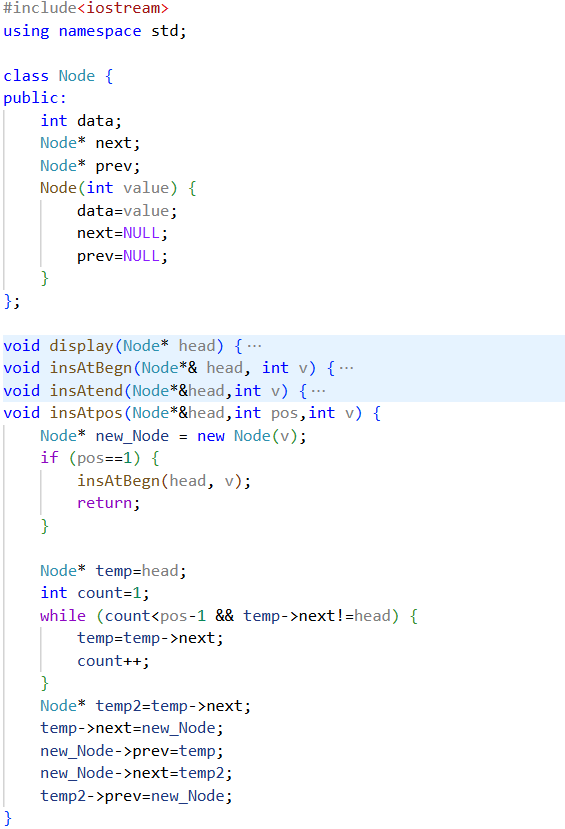 #include<iostream>
using namespace std;

class Node {
public:
    int data;
    Node* next;
    Node* prev;
    Node(int value) {
        data=value;
        next=NULL;
        prev=NULL;
    }
};

void display(Node* head) {⋯
void insAtBegn(Node*& head, int v) {⋯
void insAtend(Node*&head,int v) {⋯
void insAtpos(Node*&head,int pos,int v) {
    Node* new_Node = new Node(v);
    if (pos==1) {
        insAtBegn(head, v);
        return;
    }

    Node* temp=head;
    int count=1;
    while (count<pos-1 && temp->next!=head) {
        temp=temp->next;
        count++;
    }
    Node* temp2=temp->next;
    temp->next=new_Node;
    new_Node->prev=temp;
    new_Node->next=temp2;
    temp2->prev=new_Node;
}